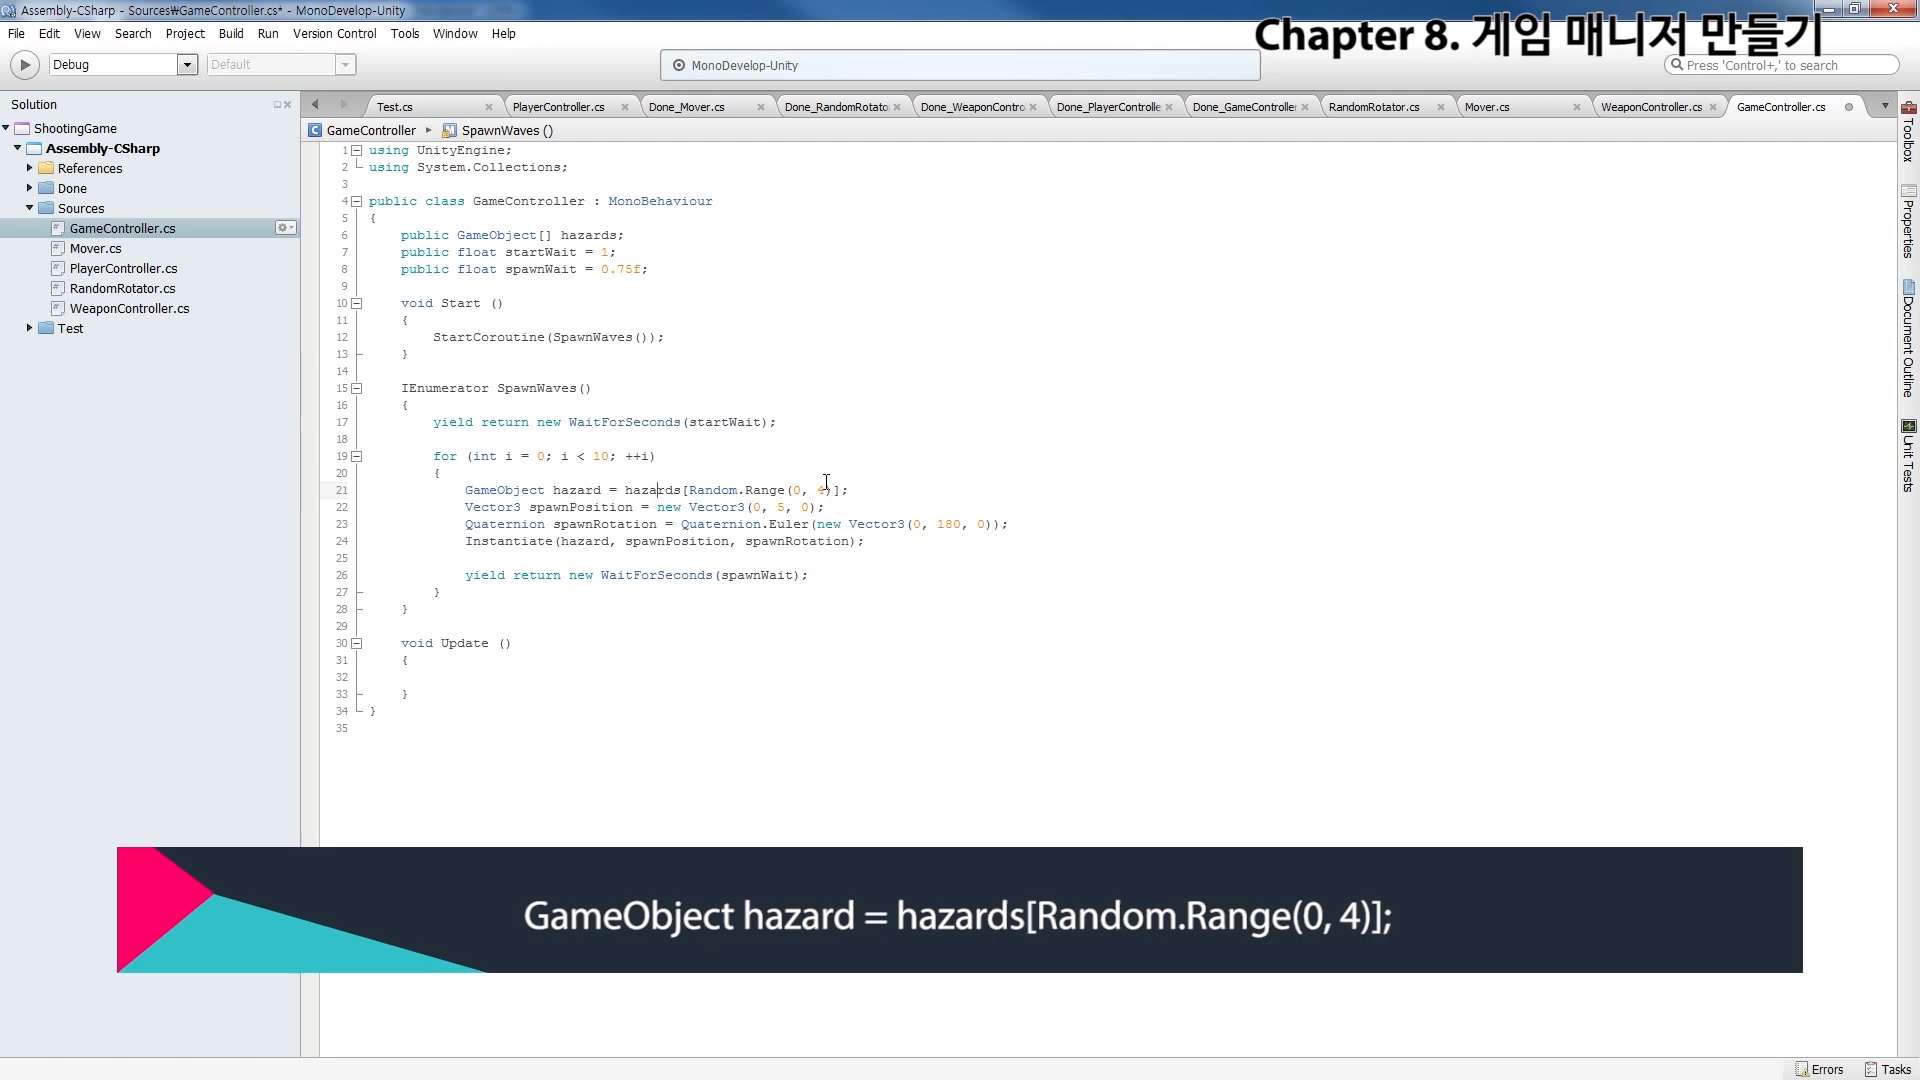 Assembly-CSharp - Sources₩GameController.cs* - MonoDevelop-Unity
Chapter 8. 게임 매니저 만들기
File Edit View Search Project Build Run Version Control Tools Window Help
Debug Default MonoDevelop-Unity Press 'Control+,' to search
Solution
ShootingGame
Assembly-CSharp
References
Done
Sources
GameController.cs
Mover.cs
PlayerController.cs
RandomRotator.cs
WeaponController.cs
Test
Test.cs PlayerController.cs Done_Mover.cs Done_RandomRotato Done_WeaponContro Done_PlayerControlle Done_GameController RandomRotator.cs Mover.cs WeaponController.cs GameController.cs
GameController SpawnWaves ()
1 using UnityEngine;
2 using System.Collections;
3
4 public class GameController : MonoBehaviour
5 {
6 public GameObject[] hazards;
7 public float startWait = 1;
8 public float spawnWait = 0.75f;
9
10 void Start ()
11 {
12 StartCoroutine(SpawnWaves());
13 }
14
15 IEnumerator SpawnWaves()
16 {
17 yield return new WaitForSeconds(startWait);
18
19 for (int i = 0; i < 10; ++i)
20 {
21 GameObject hazard = hazards[Random.Range(0, 4)];
22 Vector3 spawnPosition = new Vector3(0, 5, 0);
23 Quaternion spawnRotation = Quaternion.Euler(new Vector3(0, 180, 0));
24 Instantiate(hazard, spawnPosition, spawnRotation);
25
26 yield return new WaitForSeconds(spawnWait);
27 }
28 }
29
30 void Update ()
31 {
32
33 }
34 }
35
Toolbox
Properties
Document Outline
Unit Tests
GameObject hazard = hazards[Random.Range(0, 4)];
Errors Tasks